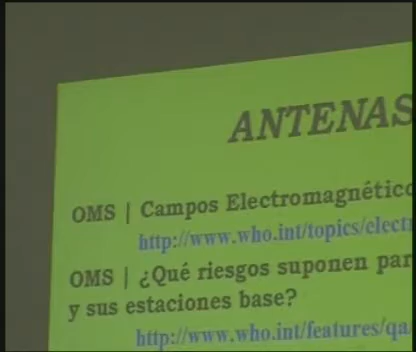 ANTENAS
OMS | Campos Electromagnético
http://www.who.int/topics/elect
OMS | ¿Qué riesgos suponen par
y sus estaciones base?
http://www.who.int/features/qa